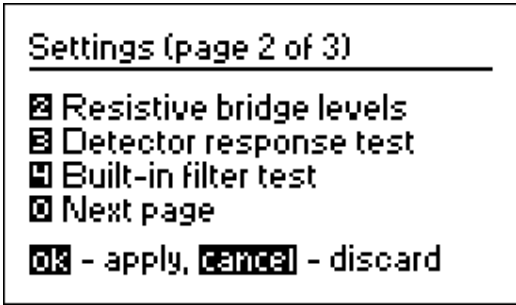 Settings (page 2 of 3)
2 Resistive bridge levels
3 Detector response test
4 Built-in filter test
0 Next page
ok - apply, cancel - discard